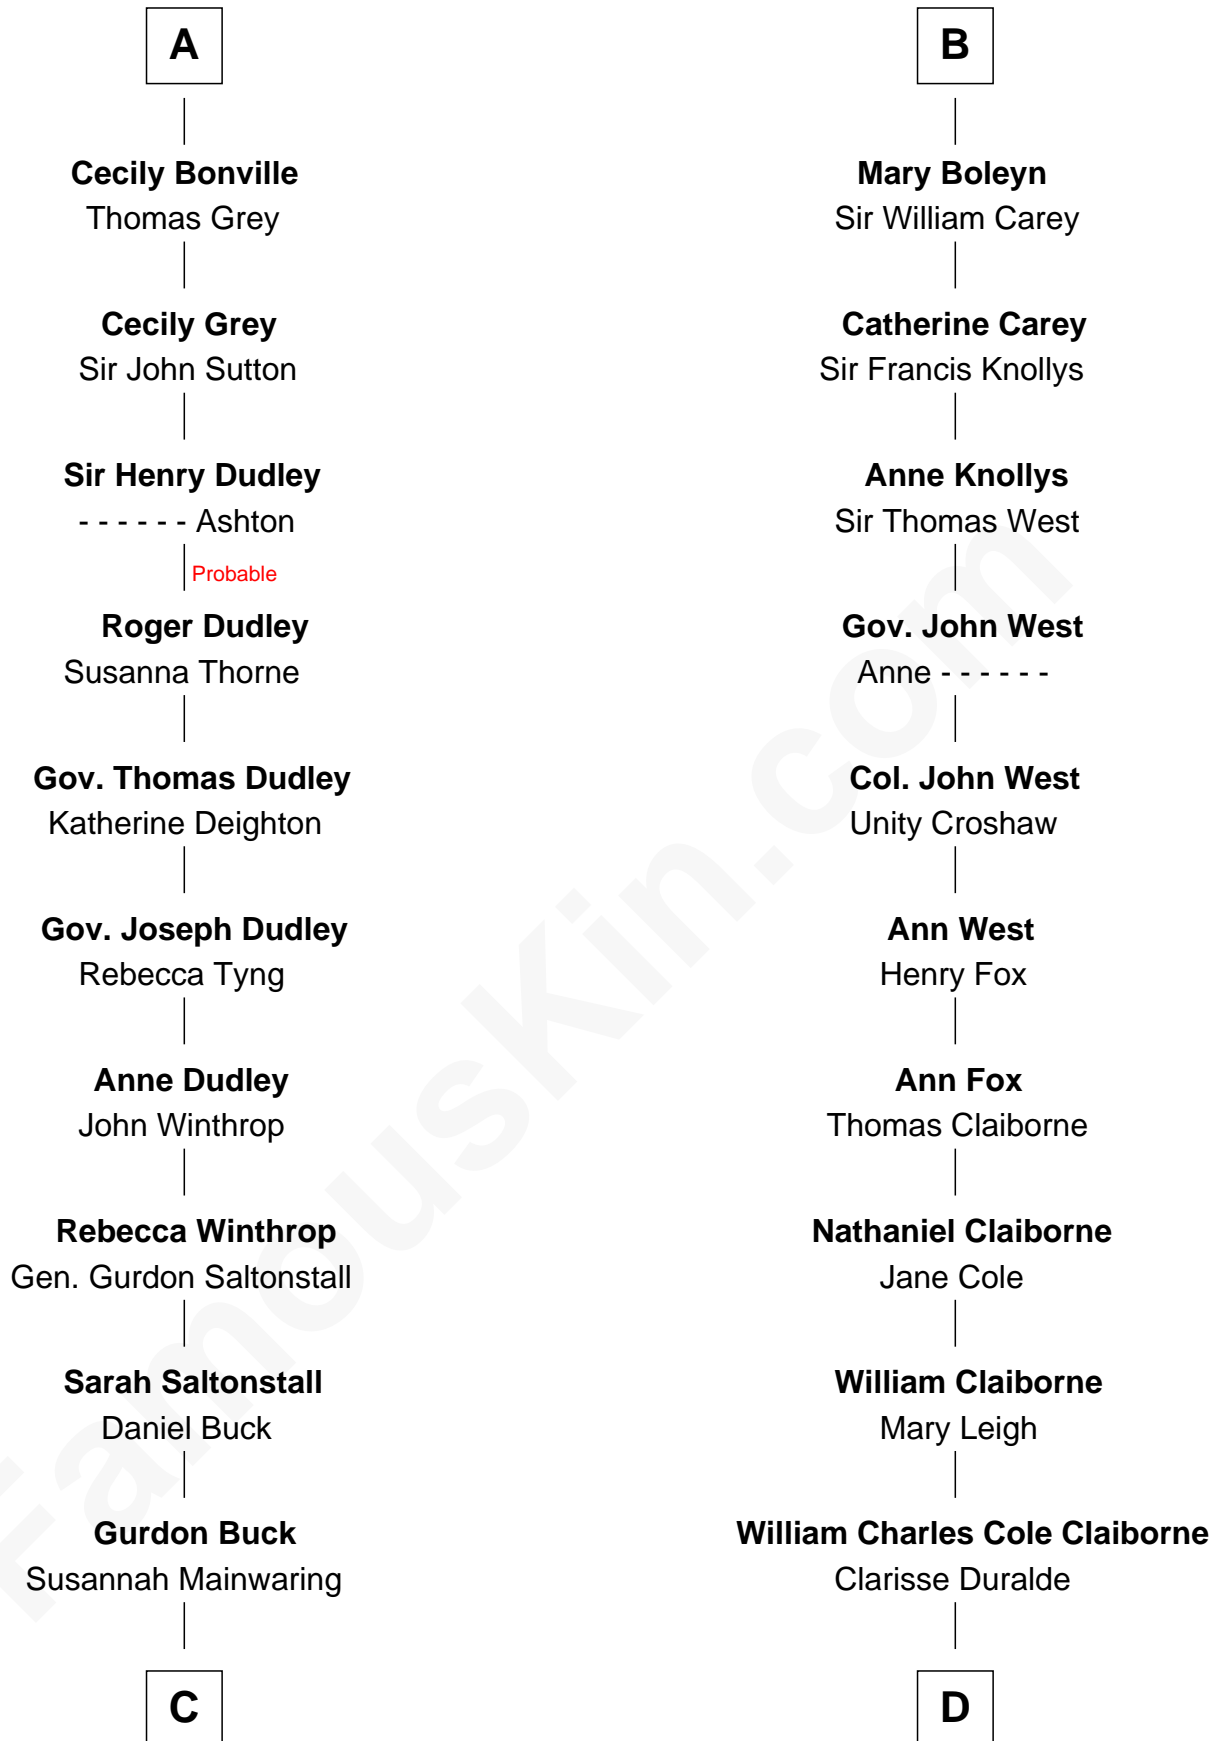 A
Cecily Bonville
Thomas Grey
Cecily Grey
Sir John Sutton
Sir Henry Dudley
- - - - - - Ashton
Probable
Roger Dudley
Susanna Thorne
Gov. Thomas Dudley
Katherine Deighton
Gov. Joseph Dudley
Rebecca Tyng
Anne Dudley
John Winthrop
Rebecca Winthrop
Gen. Gurdon Saltonstall
Sarah Saltonstall
Daniel Buck
Gurdon Buck
Susannah Mainwaring
C
B
Mary Boleyn
Sir William Carey
Catherine Carey
Sir Francis Knollys
Anne Knollys
Sir Thomas West
Gov. John West
Anne - - - - - -
Col. John West
Unity Croshaw
Ann West
Henry Fox
Ann Fox
Thomas Claiborne
Nathaniel Claiborne
Jane Cole
William Claiborne
Mary Leigh
William Charles Cole Claiborne
Clarisse Duralde
D
FamousKin.com